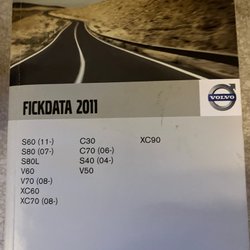 FICKDATA 2011
VOLVO
S60 (11-)
S80 (07-)
S80L
V60
V70 (08-)
XC60
XC70 (08-)
C30
C70 (06-)
S40 (04-)
V50
XC90